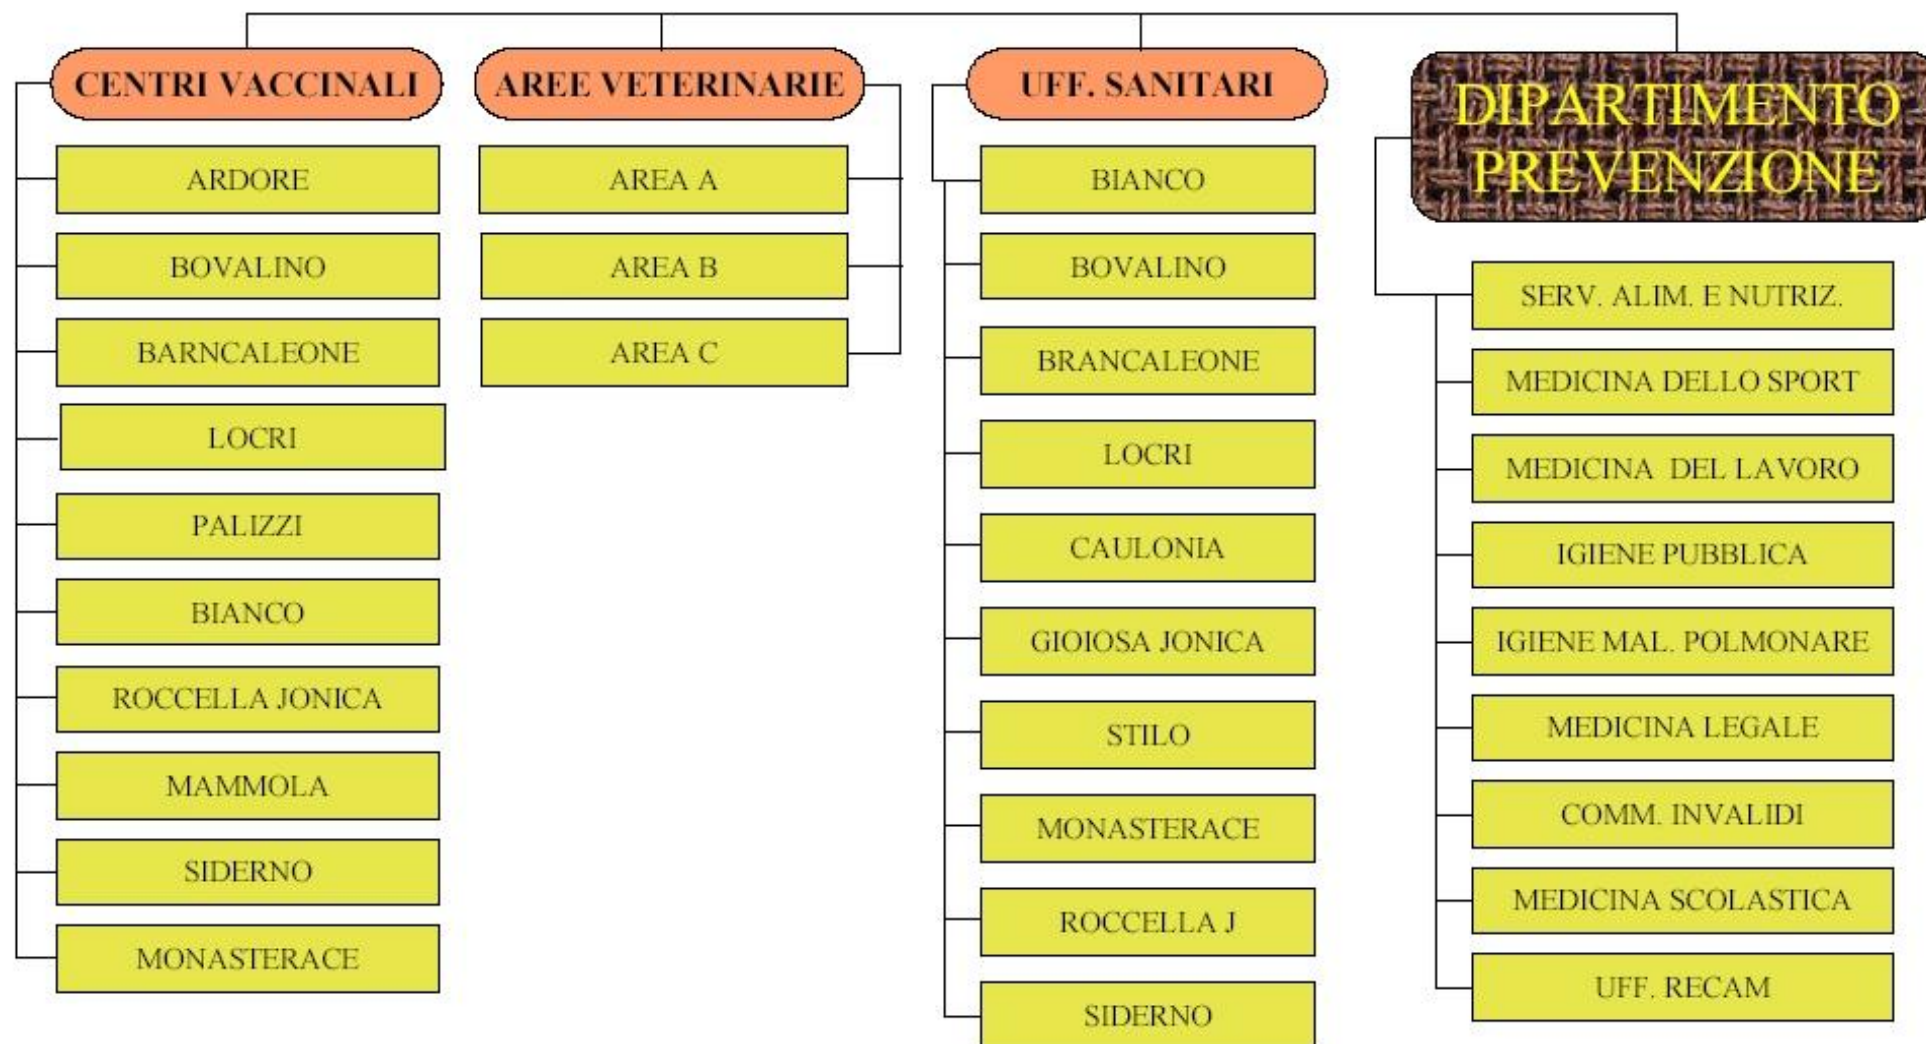 CENTRI VACCINALI
ARDORE
BOVALINO
BARNCALEONE
LOCRI
PALIZZI
BIANCO
ROCCELLA JONICA
MAMMOLA
SIDERNO
MONASTERACE
AREE VETERINARIE
AREA A
AREA B
AREA C
UFF. SANITARI
BIANCO
BOVALINO
BRANCALEONE
LOCRI
CAULONIA
GIOIOSA JONICA
STILO
MONASTERACE
ROCCELLA J
SIDERNO
DIPARTIMENTO
PREVENZIONE
SERV. ALIM. E NUTRIZ.
MEDICINA DELLO SPORT
MEDICINA DEL LAVORO
IGIENE PUBBLICA
IGIENE MAL. POLMONARE
MEDICINA LEGALE
COMM. INVALIDI
MEDICINA SCOLASTICA
UFF. RECAM